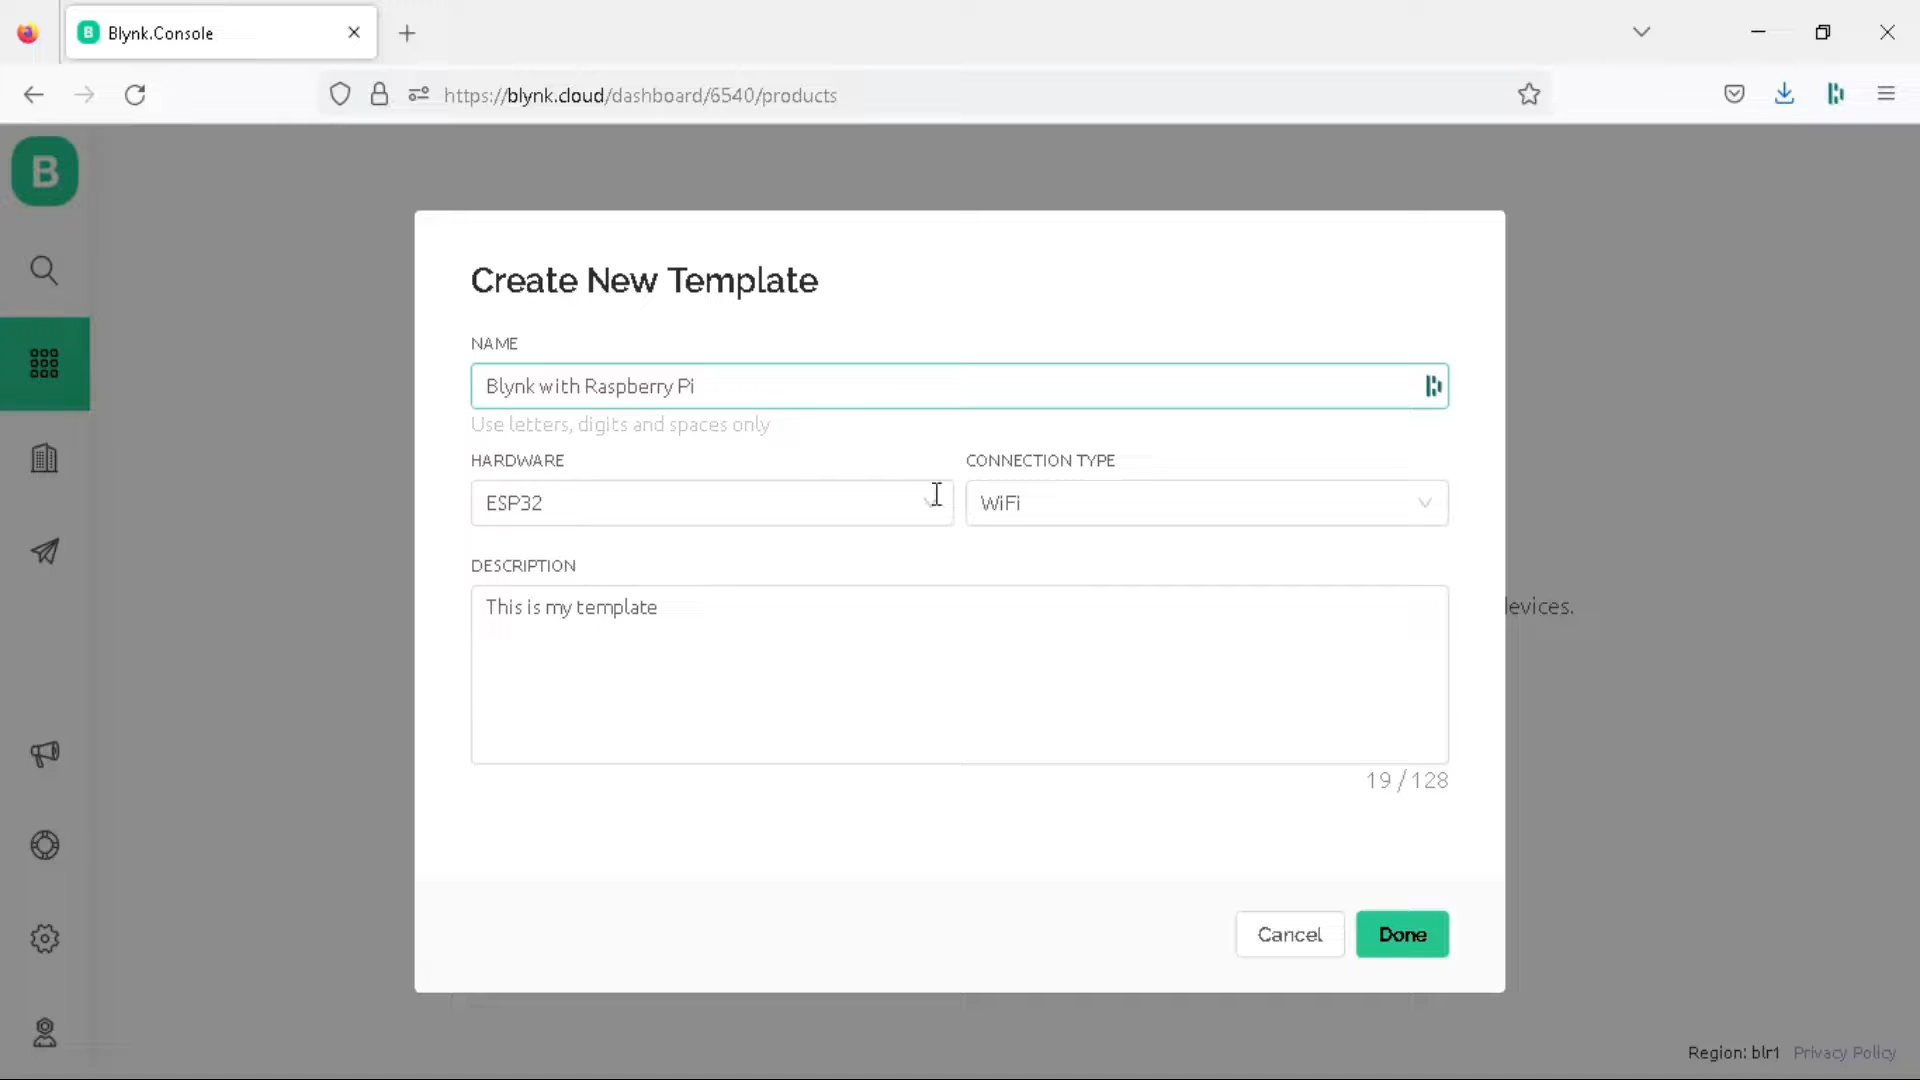 B Blynk.Console
https://blynk.cloud/dashboard/6540/products
B
Create New Template
NAME
Blynk with Raspberry Pi
Use letters, digits and spaces only
HARDWARE CONNECTION TYPE
ESP32 WiFi
DESCRIPTION
This is my template
evices.
19 / 128
Cancel Done
Region: blr1 Privacy Policy